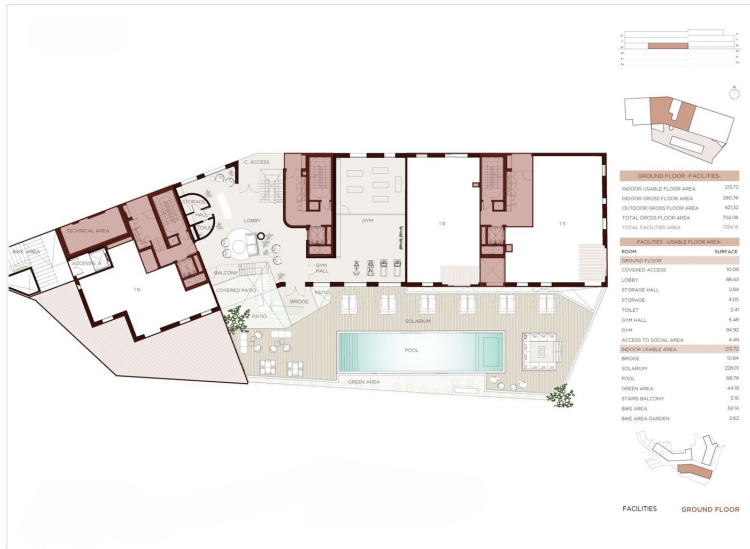 C. ACCESS
STORAGE
HALL
TOILET
LOBBY
TECHNICAL AREA
BIKE AREA
1 N
BALCONY
COVERED PATIO
PATIO
BRIDGE
PATIO
GYM
HALL
GYM
1 R
1 S
SOLARIUM
POOL
GREEN AREA
GROUND FLOOR -FACILITIES-
INDOOR USABLE FLOOR AREA 213,72
INDOOR GROSS FLOOR AREA 280,76
OUTDOOR GROSS FLOOR AREA 421,32
TOTAL GROSS FLOOR AREA 702,08
TOTAL FACILITIES AREA
FACILITIES -USABLE FLOOR AREA-
ROOM SURFACE
GROUND FLOOR
COVERED ACCESS 10.09
LOBBY 88.43
STORAGE HALL 2.84
STORAGE 4.05
TOILET 2.41
GYM HALL 6.48
GYM 94.92
ACCESS TO SOCIAL AREA 4.49
INDOOR USABLE AREA 213,72
BRIDGE 10.84
SOLARIUM 228.01
POOL 68.79
GREEN AREA 44.19
STAIRS BALCONY
BIKE AREA 34.14
BIKE AREA GARDEN 2.62
FACILITIES GROUND FLOOR